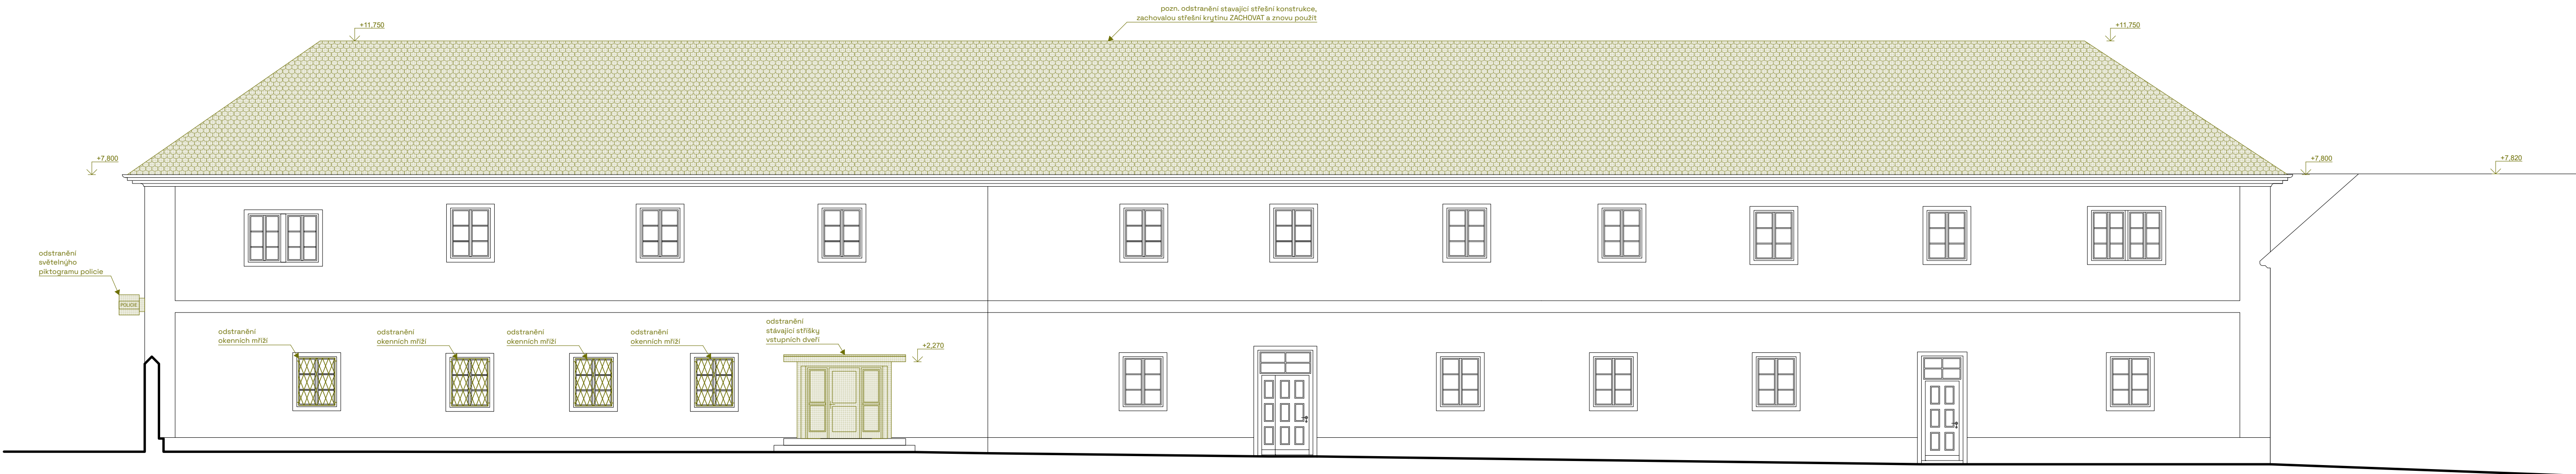 pozn. odstranění stavající střešní konstrukce,
zachovalou střešní krytinu ZACHOVAT a znovu použít
+11,750
+11,750
+7,800
+7,800
+7,820
odstranění
světelnýho
piktogramu policie
POLICIE
odstranění
okenních mříží
odstranění
okenních mříží
odstranění
okenních mříží
odstranění
okenních mříží
odstranění
stávající stříšky
vstupních dveří
+2,270